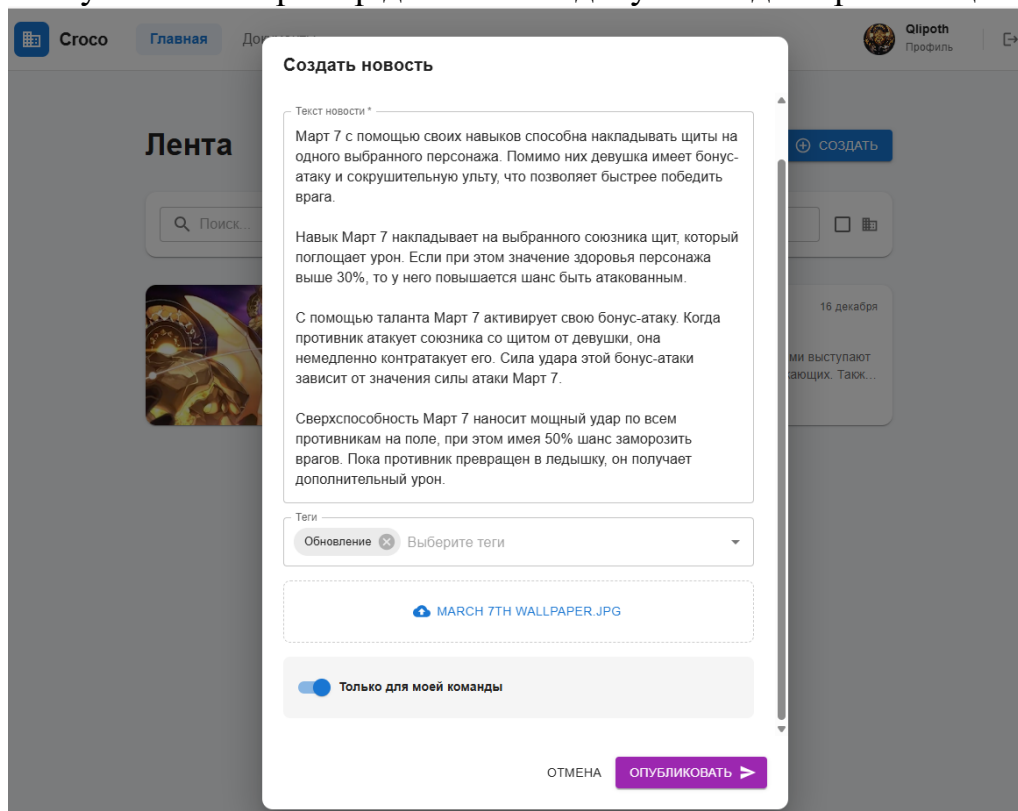 Croco
Главная
Qlipoth
Профиль
Создать новость
Текст новости *
Март 7 с помощью своих навыков способна накладывать щиты на
одного выбранного персонажа. Помимо них девушка имеет бонус-
атаку и сокрушительную ульту, что позволяет быстрее победить
врага.
Навык Март 7 накладывает на выбранного союзника щит, который
поглощает урон. Если при этом значение здоровья персонажа
выше 30%, то у него повышается шанс быть атакованным.
С помощью таланта Март 7 активирует свою бонус-атаку. Когда
противник атакует союзника со щитом от девушки, она
немедленно контратакует его. Сила удара этой бонус-атаки
зависит от значения силы атаки Март 7.
Сверхспособность Март 7 наносит мощный удар по всем
противникам на поле, при этом имея 50% шанс заморозить
врагов. Пока противник превращен в ледышку, он получает
дополнительный урон.
Теги
Обновление
Выберите теги
MARCH 7TH WALLPAPER.JPG
Только для моей команды
ОТМЕНА
ОПУБЛИКОВАТЬ
Лента
СОЗДАТЬ
Поиск...
16 декабря
ми выступают
ающих. Такж...